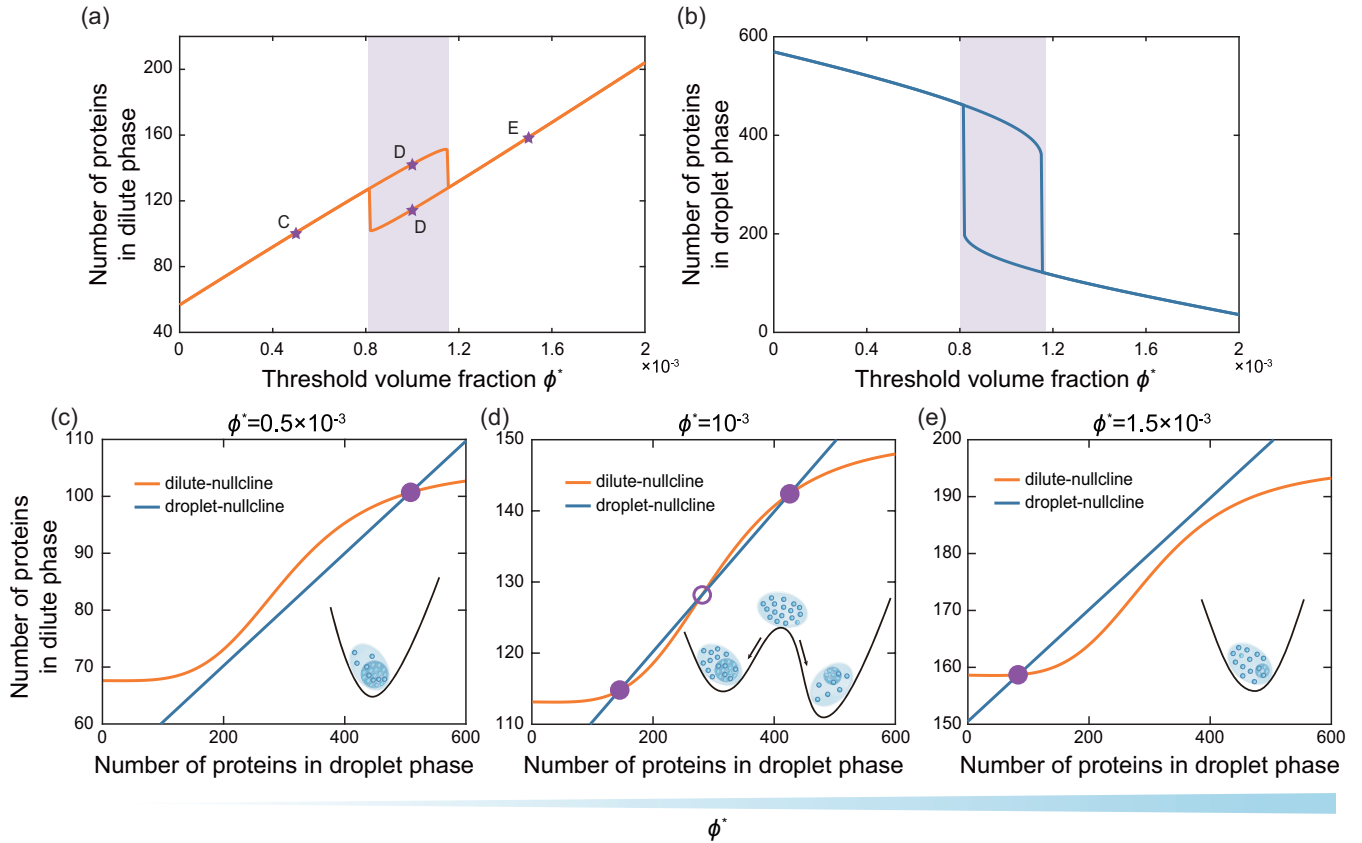 (a)
Number of proteins
in dilute phase
200
160
120
80
40
0
0.4
0.8
1.2
1.6
2
×10⁻³
Threshold volume fraction ϕ*
C
D
D
E
(b)
Number of proteins
in droplet phase
600
400
200
0
0
0.4
0.8
1.2
1.6
2
×10⁻³
Threshold volume fraction ϕ*
(c)
ϕ*=0.5×10⁻³
Number of proteins
in dilute phase
110
100
90
80
70
60
dilute-nullcline
droplet-nullcline
0
200
400
600
Number of proteins in droplet phase
(d)
ϕ*=10⁻³
150
140
130
120
110
dilute-nullcline
droplet-nullcline
0
200
400
600
Number of proteins in droplet phase
(e)
ϕ*=1.5×10⁻³
200
190
180
170
160
150
dilute-nullcline
droplet-nullcline
0
200
400
600
Number of proteins in droplet phase
ϕ*